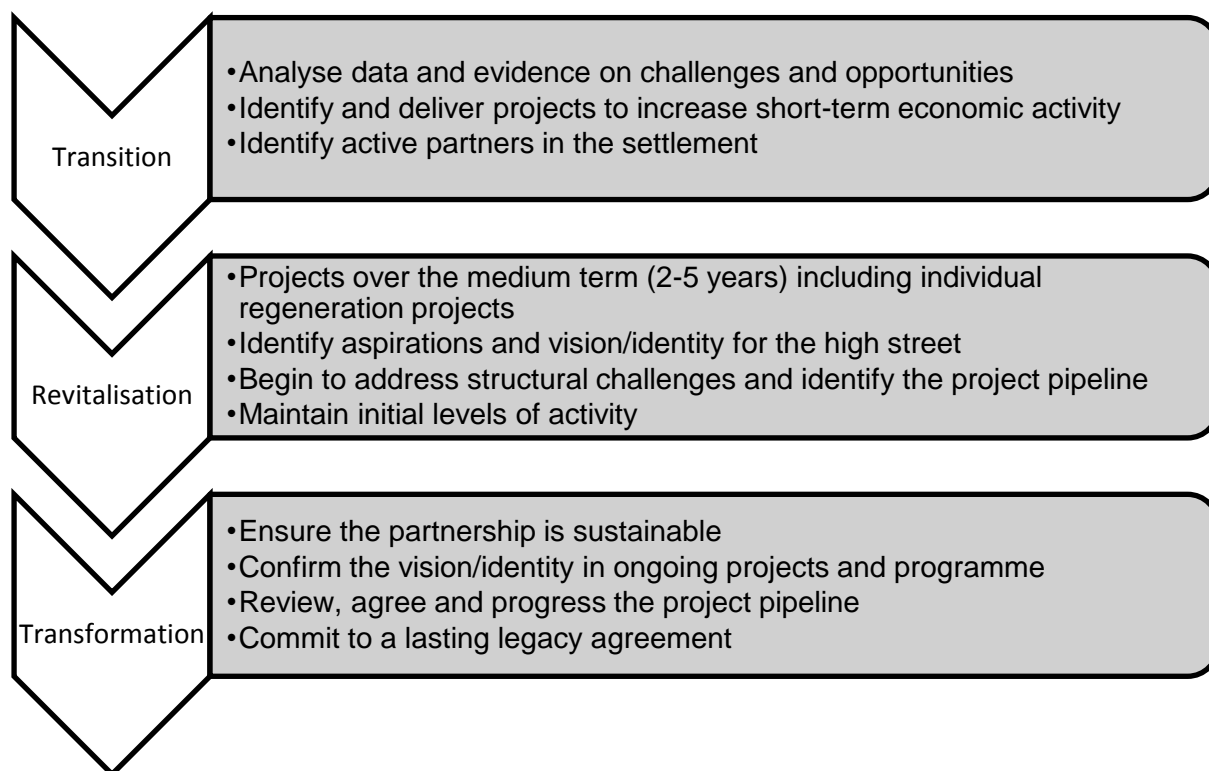 Transition
•Analyse data and evidence on challenges and opportunities
•Identify and deliver projects to increase short-term economic activity
•Identify active partners in the settlement
Revitalisation
•Projects over the medium term (2-5 years) including individual
regeneration projects
•Identify aspirations and vision/identity for the high street
•Begin to address structural challenges and identify the project pipeline
•Maintain initial levels of activity
Transformation
•Ensure the partnership is sustainable
•Confirm the vision/identity in ongoing projects and programme
•Review, agree and progress the project pipeline
•Commit to a lasting legacy agreement